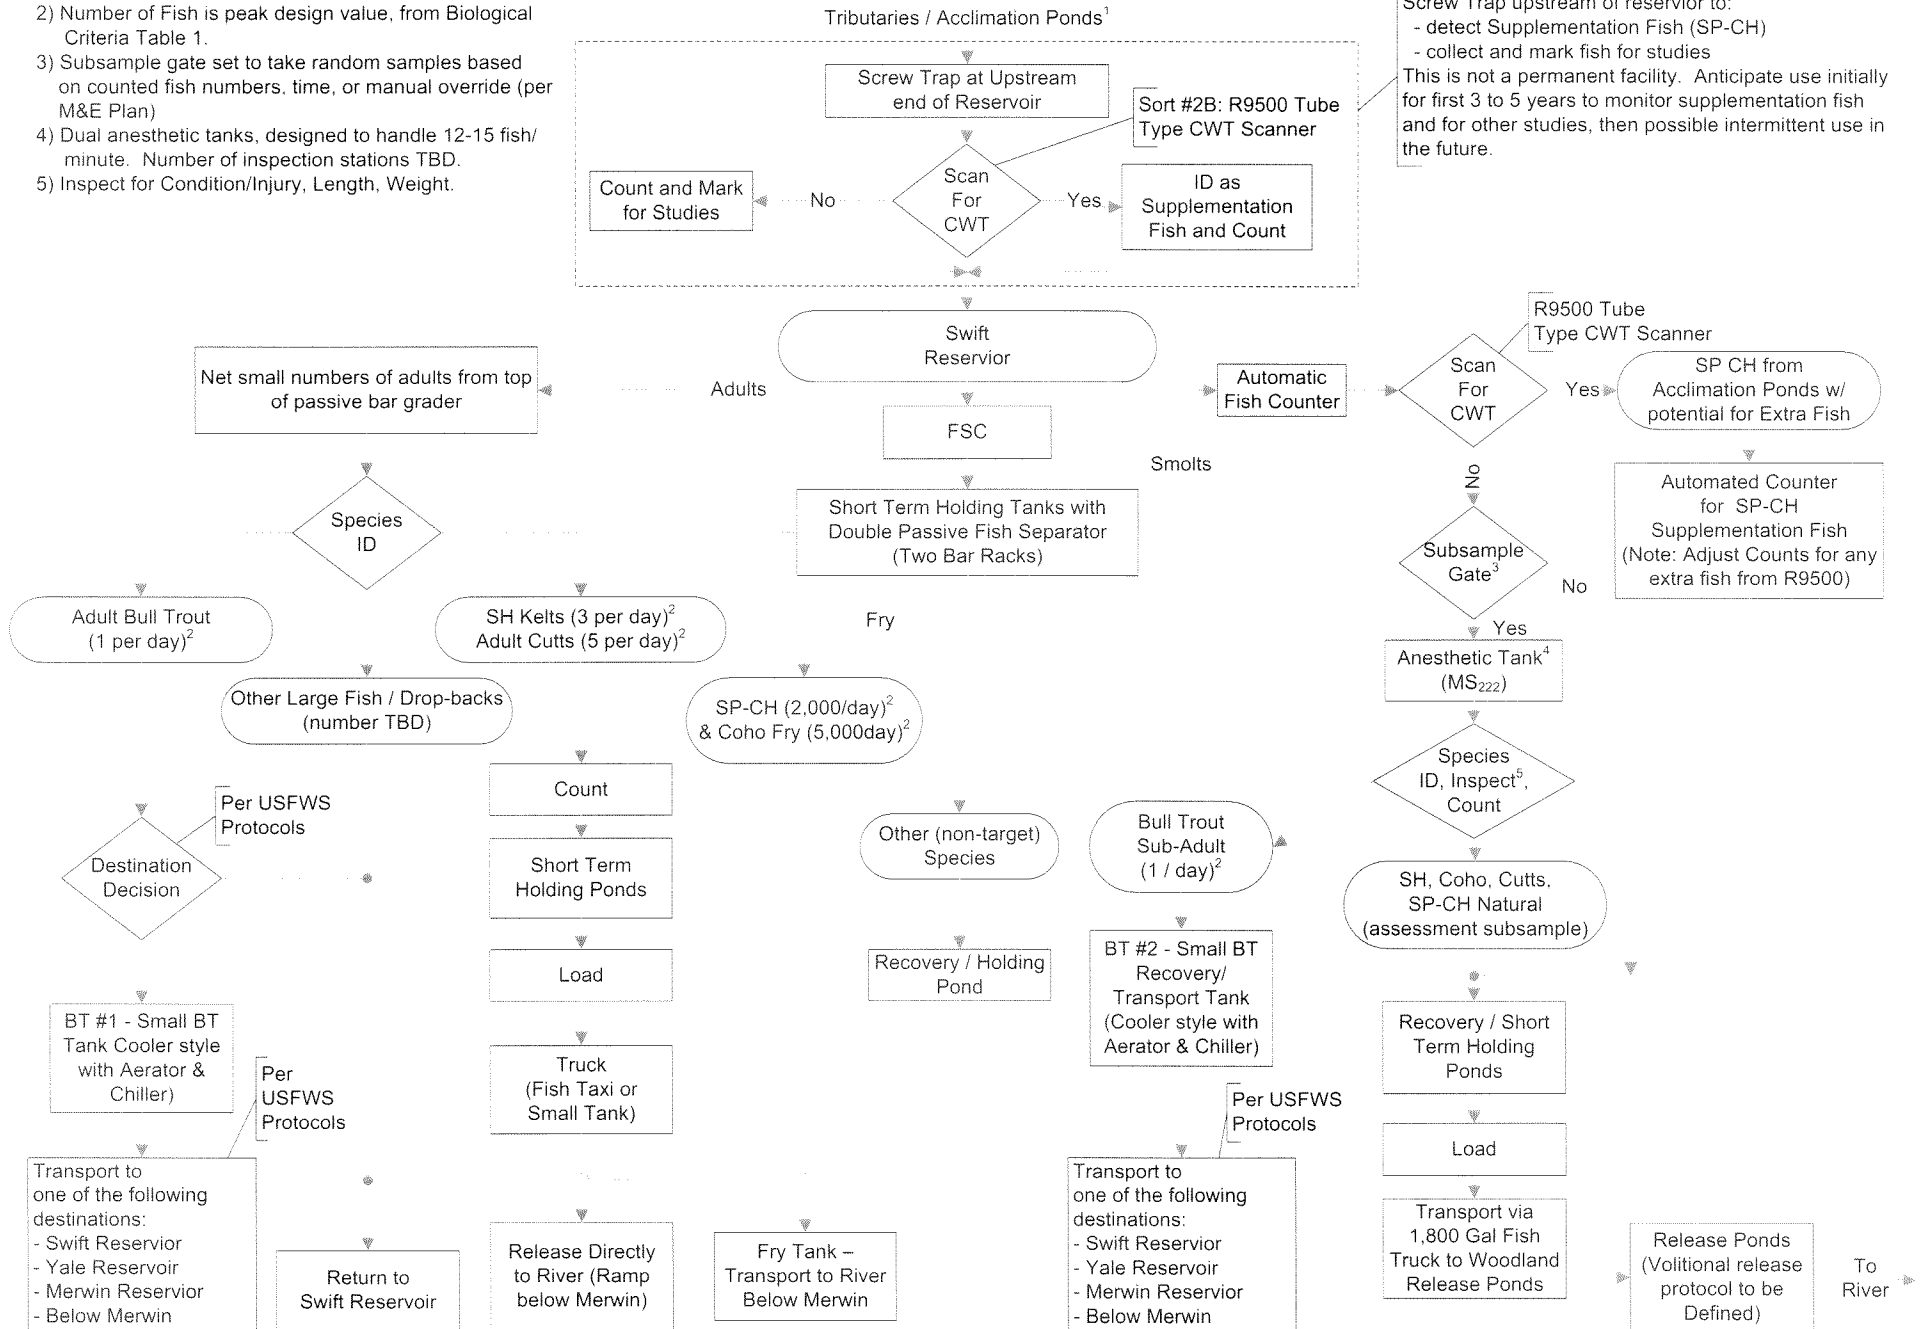 2) Number of Fish is peak design value, from Biological
Criteria Table 1.
3) Subsample gate set to take random samples based
on counted fish numbers, time, or manual override (per
M&E Plan)
4) Dual anesthetic tanks, designed to handle 12-15 fish/
minute. Number of inspection stations TBD.
5) Inspect for Condition/Injury, Length, Weight.
Tributaries / Acclimation Ponds1
Screw Trap upstream of reservior to:
- detect Supplementation Fish (SP-CH)
- collect and mark fish for studies
This is not a permanent facility. Anticipate use initially
for first 3 to 5 years to monitor supplementation fish
and for other studies, then possible intermittent use in
the future.
Screw Trap at Upstream
end of Reservoir
Sort #2B: R9500 Tube
Type CWT Scanner
Scan
For
CWT
No
Count and Mark
for Studies
Yes
ID as
Supplementation
Fish and Count
Swift
Reservior
FSC
Short Term Holding Tanks with
Double Passive Fish Separator
(Two Bar Racks)
Adults
Net small numbers of adults from top
of passive bar grader
Species
ID
Adult Bull Trout
(1 per day)2
SH Kelts (3 per day)2
Adult Cutts (5 per day)2
Other Large Fish / Drop-backs
(number TBD)
Fry
SP-CH (2,000/day)2
& Coho Fry (5,000day)2
Smolts
Automatic
Fish Counter
R9500 Tube
Type CWT Scanner
Scan
For
CWT
Yes
SP CH from
Acclimation Ponds w/
potential for Extra Fish
Automated Counter
for SP-CH
Supplementation Fish
(Note: Adjust Counts for any
extra fish from R9500)
No
Subsample
Gate3
No
Yes
Anesthetic Tank4
(MS222)
Species
ID, Inspect5,
Count
Per USFWS
Protocols
Destination
Decision
Count
Short Term
Holding Ponds
Load
Truck
(Fish Taxi or
Small Tank)
Other (non-target)
Species
Recovery / Holding
Pond
Bull Trout
Sub-Adult
(1 / day)2
BT #2 - Small BT
Recovery/
Transport Tank
(Cooler style with
Aerator & Chiller)
SH, Coho, Cutts,
SP-CH Natural
(assessment subsample)
Recovery / Short
Term Holding
Ponds
Load
BT #1 - Small BT
Tank Cooler style
with Aerator &
Chiller)
Per
USFWS
Protocols
Transport to
one of the following
destinations:
- Swift Reservior
- Yale Reservoir
- Merwin Reservior
- Below Merwin
Return to
Swift Reservoir
Release Directly
to River (Ramp
below Merwin)
Fry Tank –
Transport to River
Below Merwin
Per USFWS
Protocols
Transport to
one of the following
destinations:
- Swift Reservior
- Yale Reservoir
- Merwin Reservior
- Below Merwin
Transport via
1,800 Gal Fish
Truck to Woodland
Release Ponds
Release Ponds
(Volitional release
protocol to be
Defined)
To
River